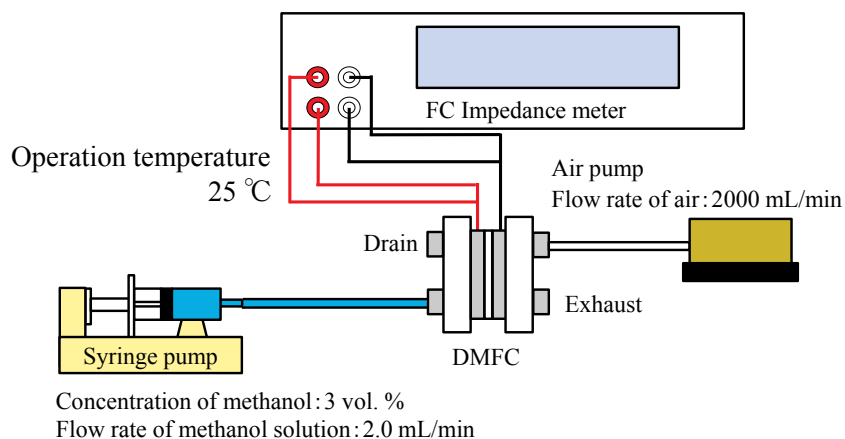 FC Impedance meter
Operation temperature
25 ℃
Air pump
Flow rate of air:2000 mL/min
Drain
Exhaust
Syringe pump
DMFC
Concentration of methanol:3 vol. %
Flow rate of methanol solution:2.0 mL/min